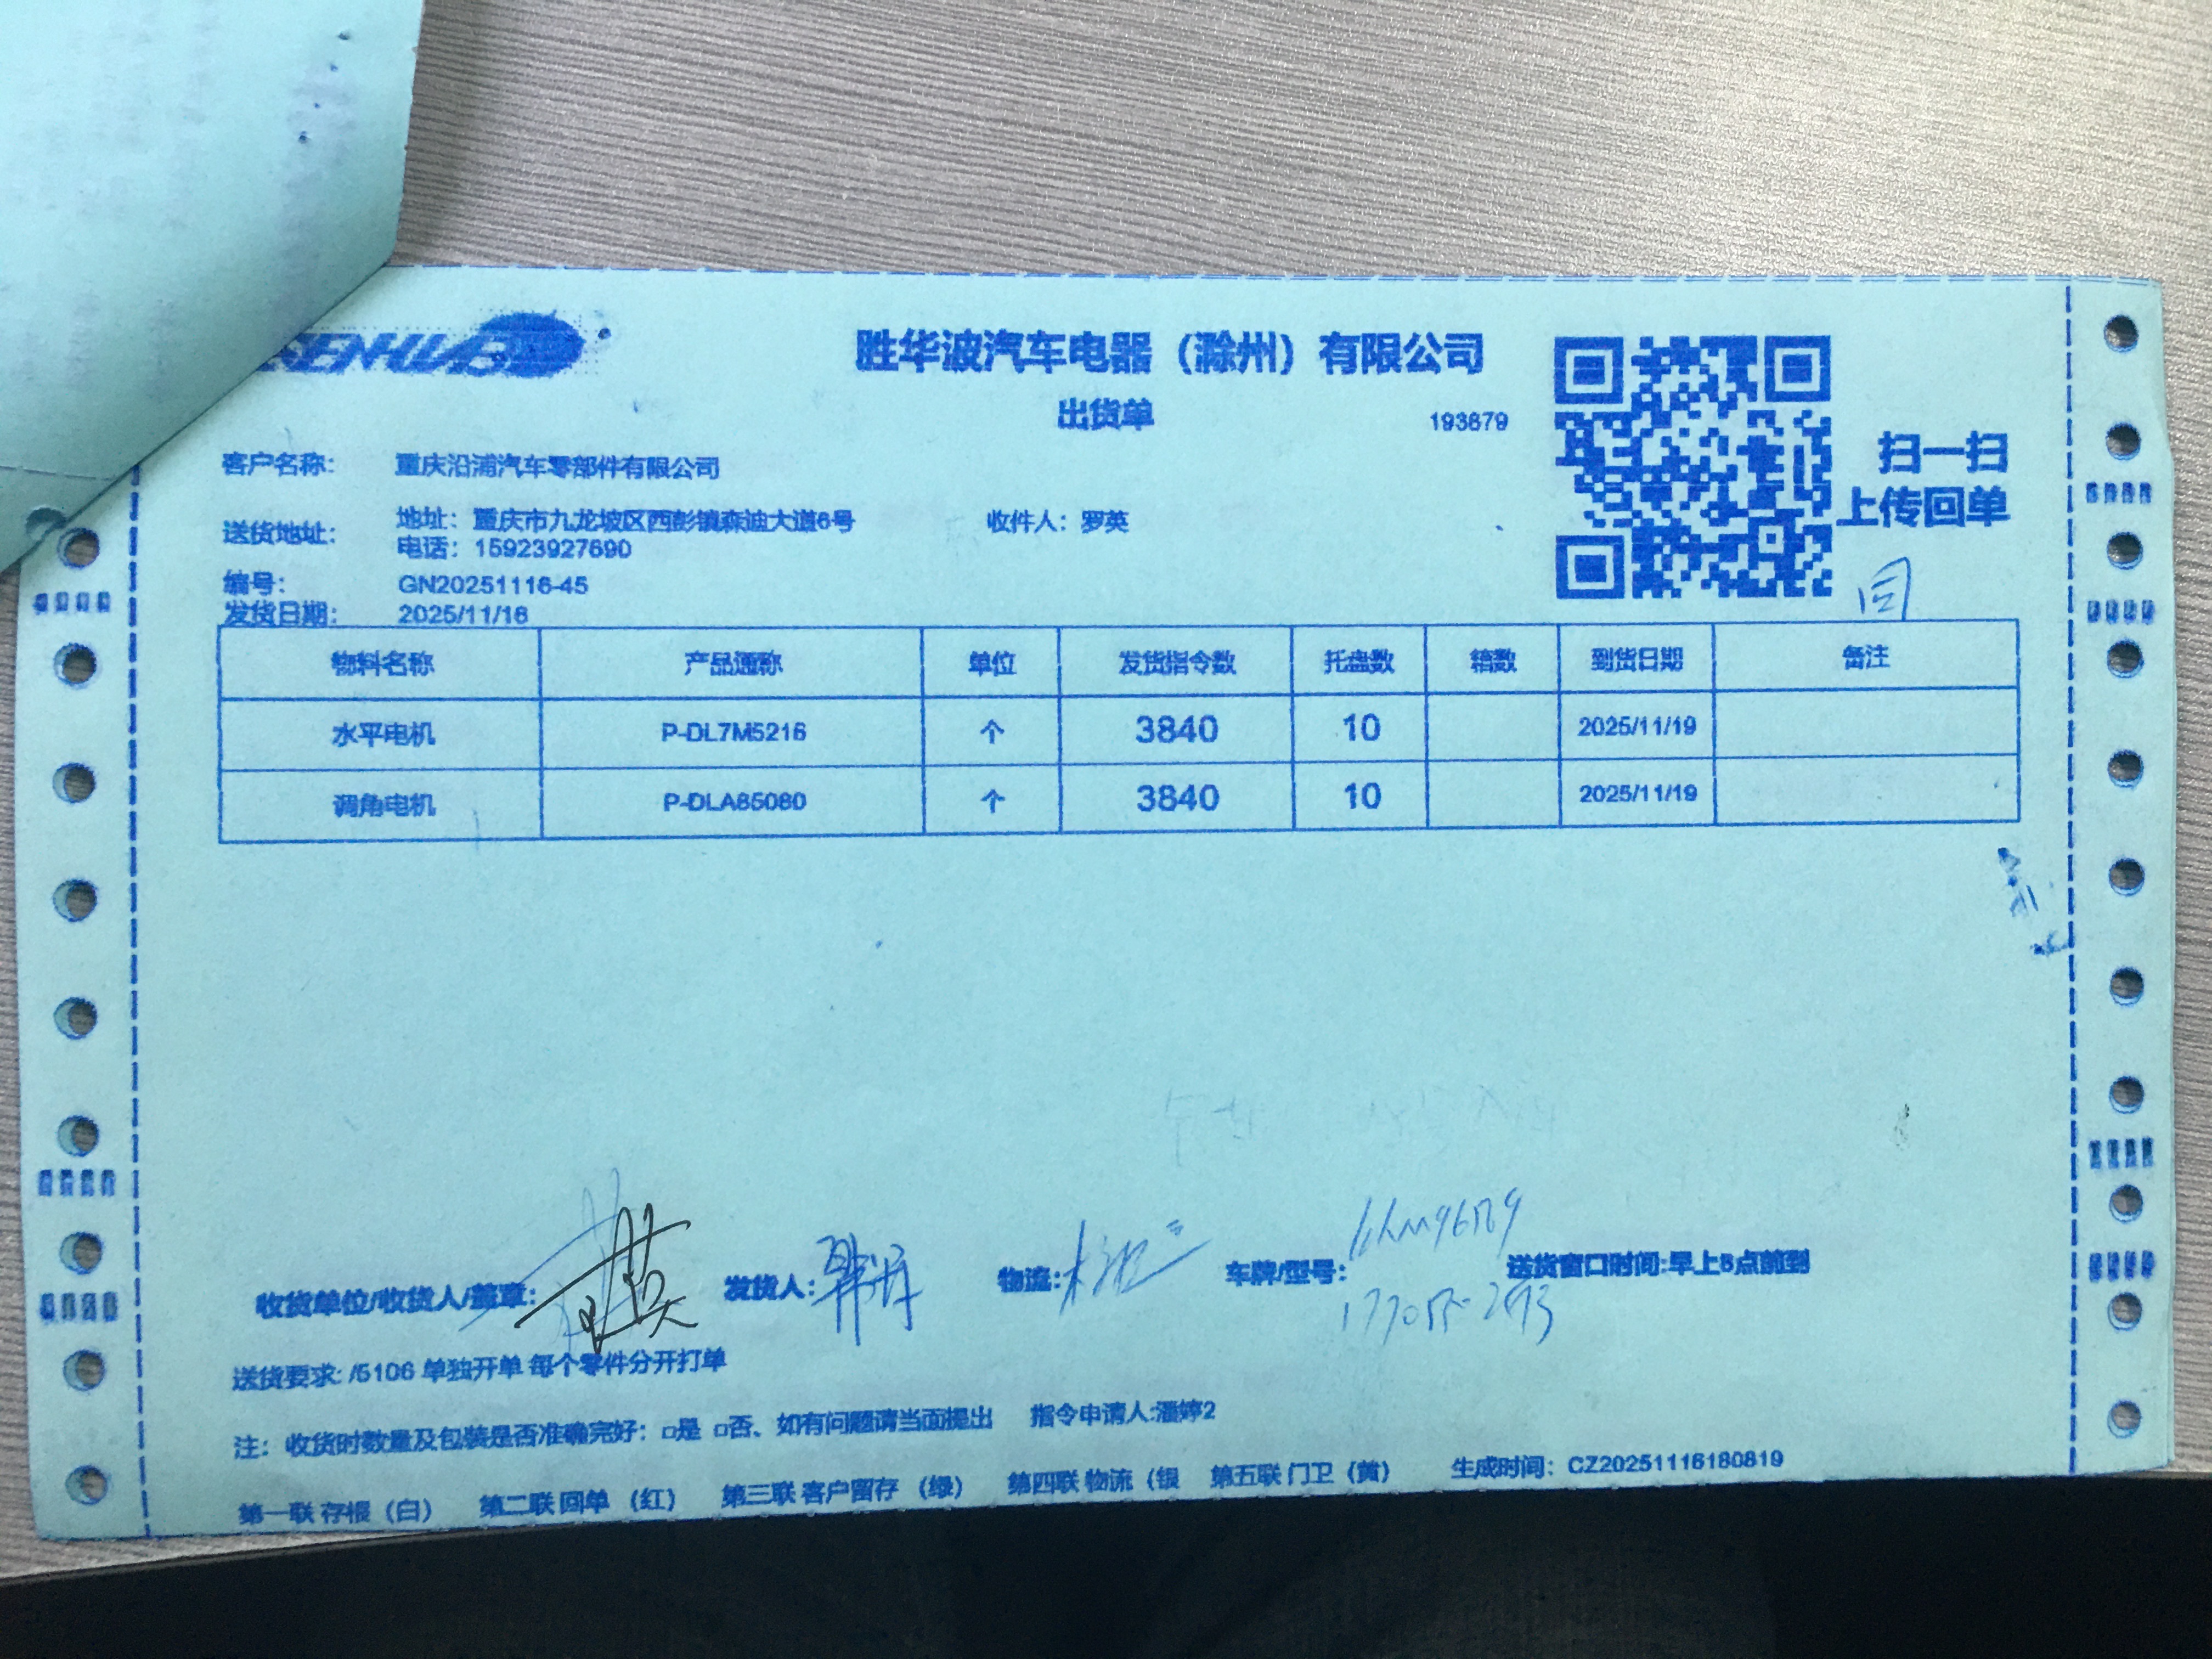 胜华波汽车电器（滁州）有限公司
出货单
193679
扫一扫
上传回单
客户名称： 重庆沿浦汽车零部件有限公司
送货地址： 地址：重庆市九龙坡区西彭镇森迪大道6号 收件人：罗英
电话：15923927690
编号： GN20251116-45
发货日期： 2025/11/16
同
物料名称 产品通称 单位 发货指令数 托盘数 箱数 到货日期 备注
水平电机 P-DL7M5216 个 3840 10 2025/11/19
调角电机 P-DLA85080 个 3840 10 2025/11/19
收货单位/收货人/盖章： 发货人： 物流： 车牌/型号： 送货窗口时间:早上8点前到
送货要求: /5106 单独开单 每个零件分开打单
注： 收货时数量及包装是否准确完好：□是 □否、如有问题请当面提出 指令申请人:潘婷2
第一联 存根（白） 第二联 回单 （红） 第三联 客户留存 （绿） 第四联 物流（银 第五联 门卫（黄） 生成时间： CZ20251116180819